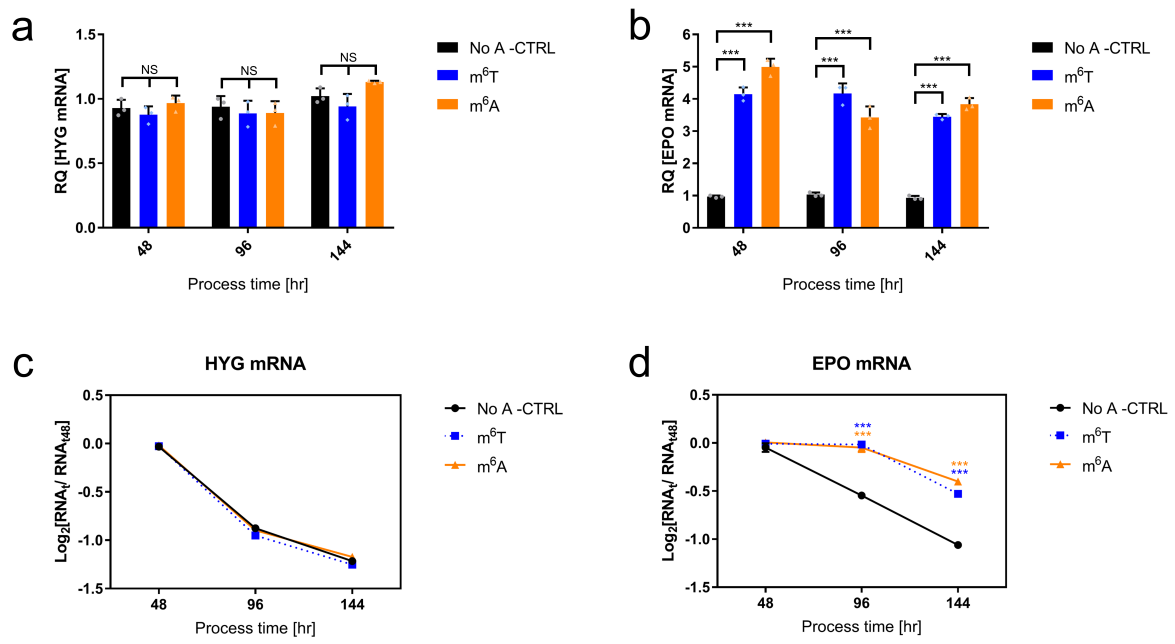 a
RQ [HYG mRNA]
1.5
1.0
0.5
0.0
NS
NS
NS
48
96
144
Process time [hr]
No A -CTRL
m⁶T
m⁶A
b
RQ [EPO mRNA]
6
5
4
3
2
1
0
***
***
***
***
***
***
48
96
144
Process time [hr]
No A -CTRL
m⁶T
m⁶A
c
HYG mRNA
Log₂[RNAₜ/ RNAₜ₄₈]
0.5
0.0
-0.5
-1.0
-1.5
48
96
144
Process time [hr]
No A -CTRL
m⁶T
m⁶A
d
EPO mRNA
Log₂[RNAₜ/ RNAₜ₄₈]
0.5
0.0
-0.5
-1.0
-1.5
***
***
***
***
48
96
144
Process time [hr]
No A -CTRL
m⁶T
m⁶A